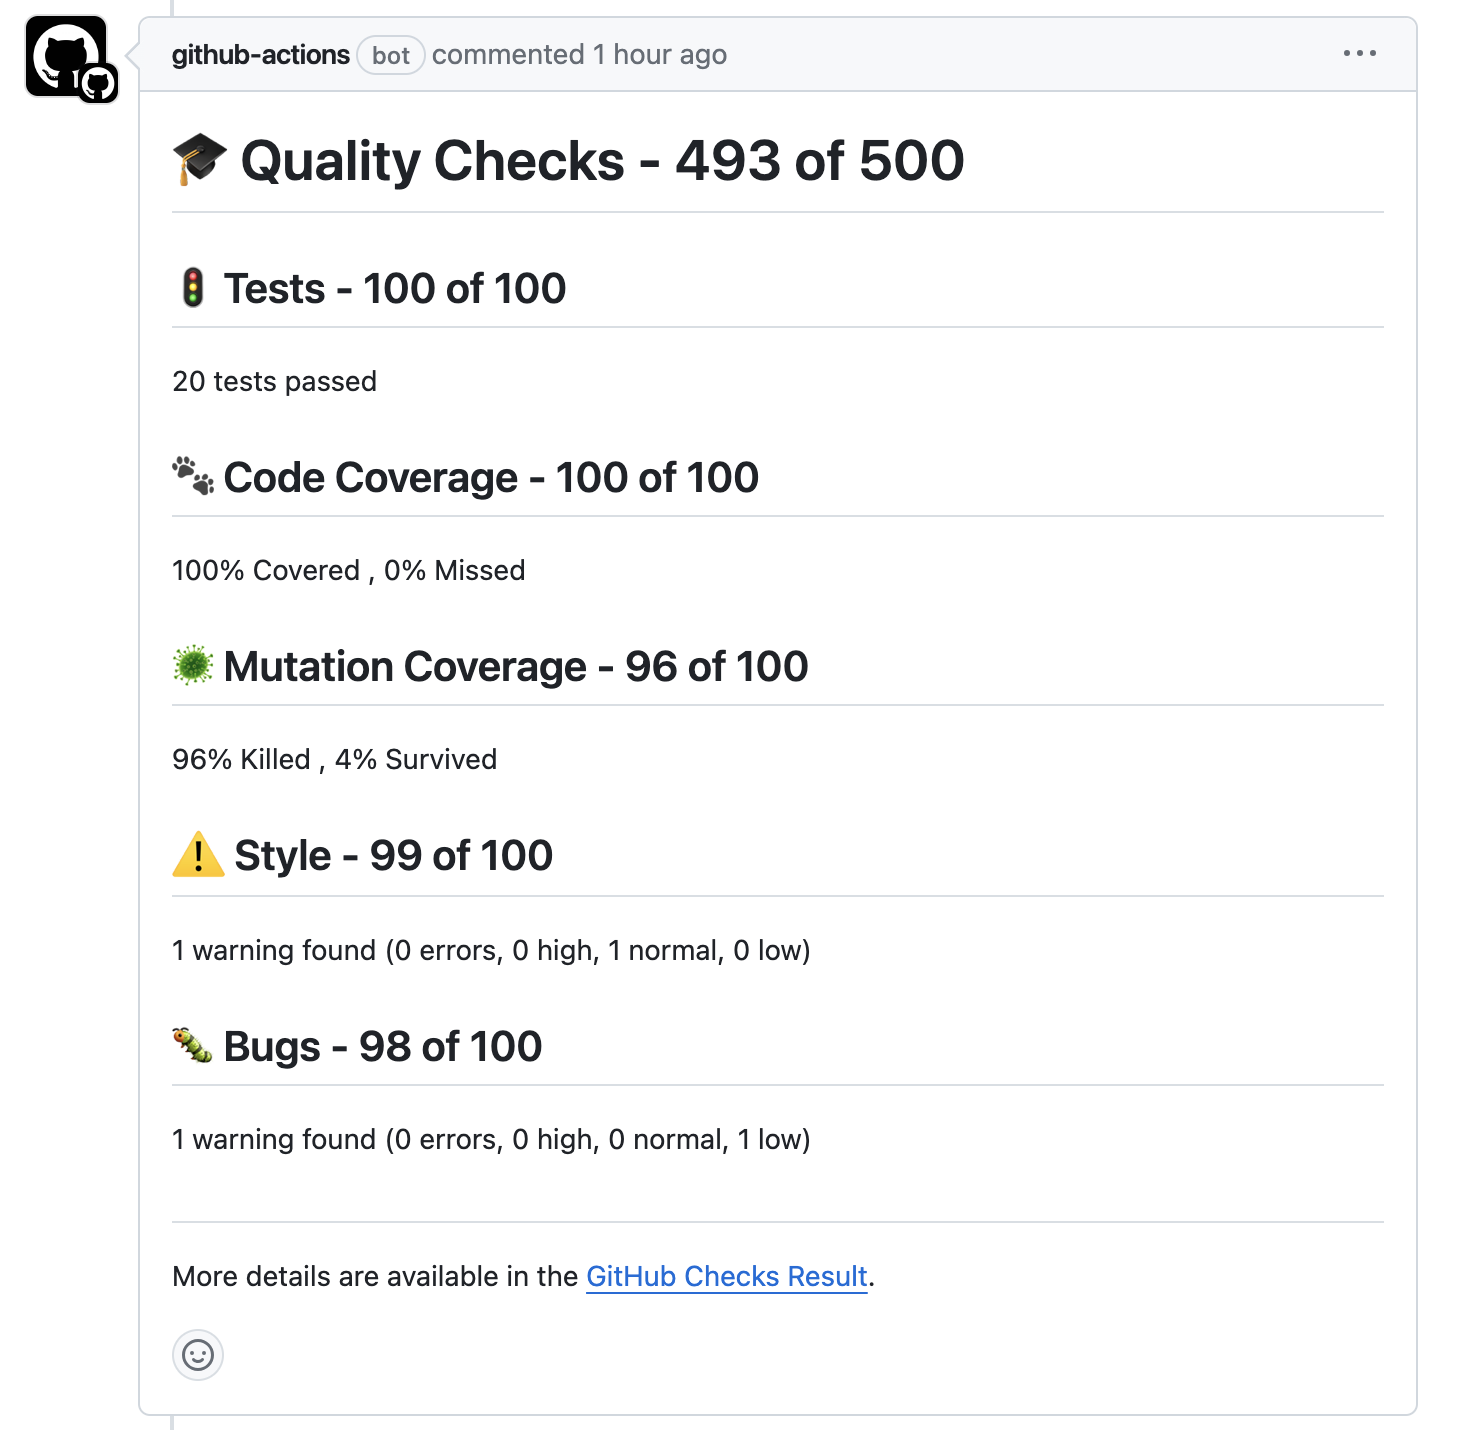 github-actions bot commented 1 hour ago
🎓 Quality Checks - 493 of 500
🚦 Tests - 100 of 100
20 tests passed
🐾 Code Coverage - 100 of 100
100% Covered , 0% Missed
🦠 Mutation Coverage - 96 of 100
96% Killed , 4% Survived
⚠️ Style - 99 of 100
1 warning found (0 errors, 0 high, 1 normal, 0 low)
🐛 Bugs - 98 of 100
1 warning found (0 errors, 0 high, 0 normal, 1 low)
More details are available in the GitHub Checks Result.